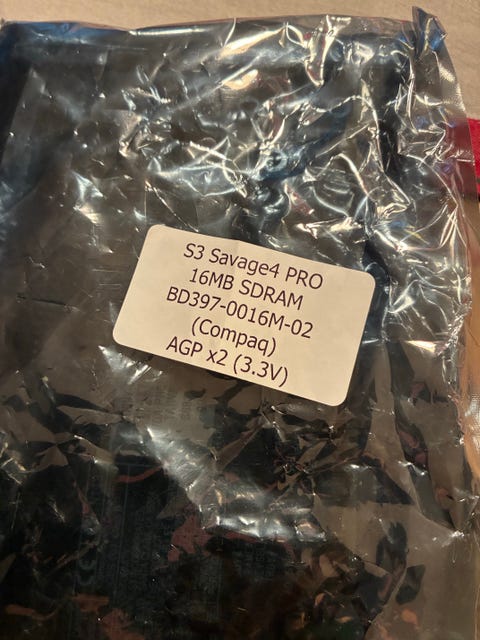 S3 Savage4 PRO
16MB SDRAM
BD397-0016M-02
(Compaq)
AGP x2 (3.3V)